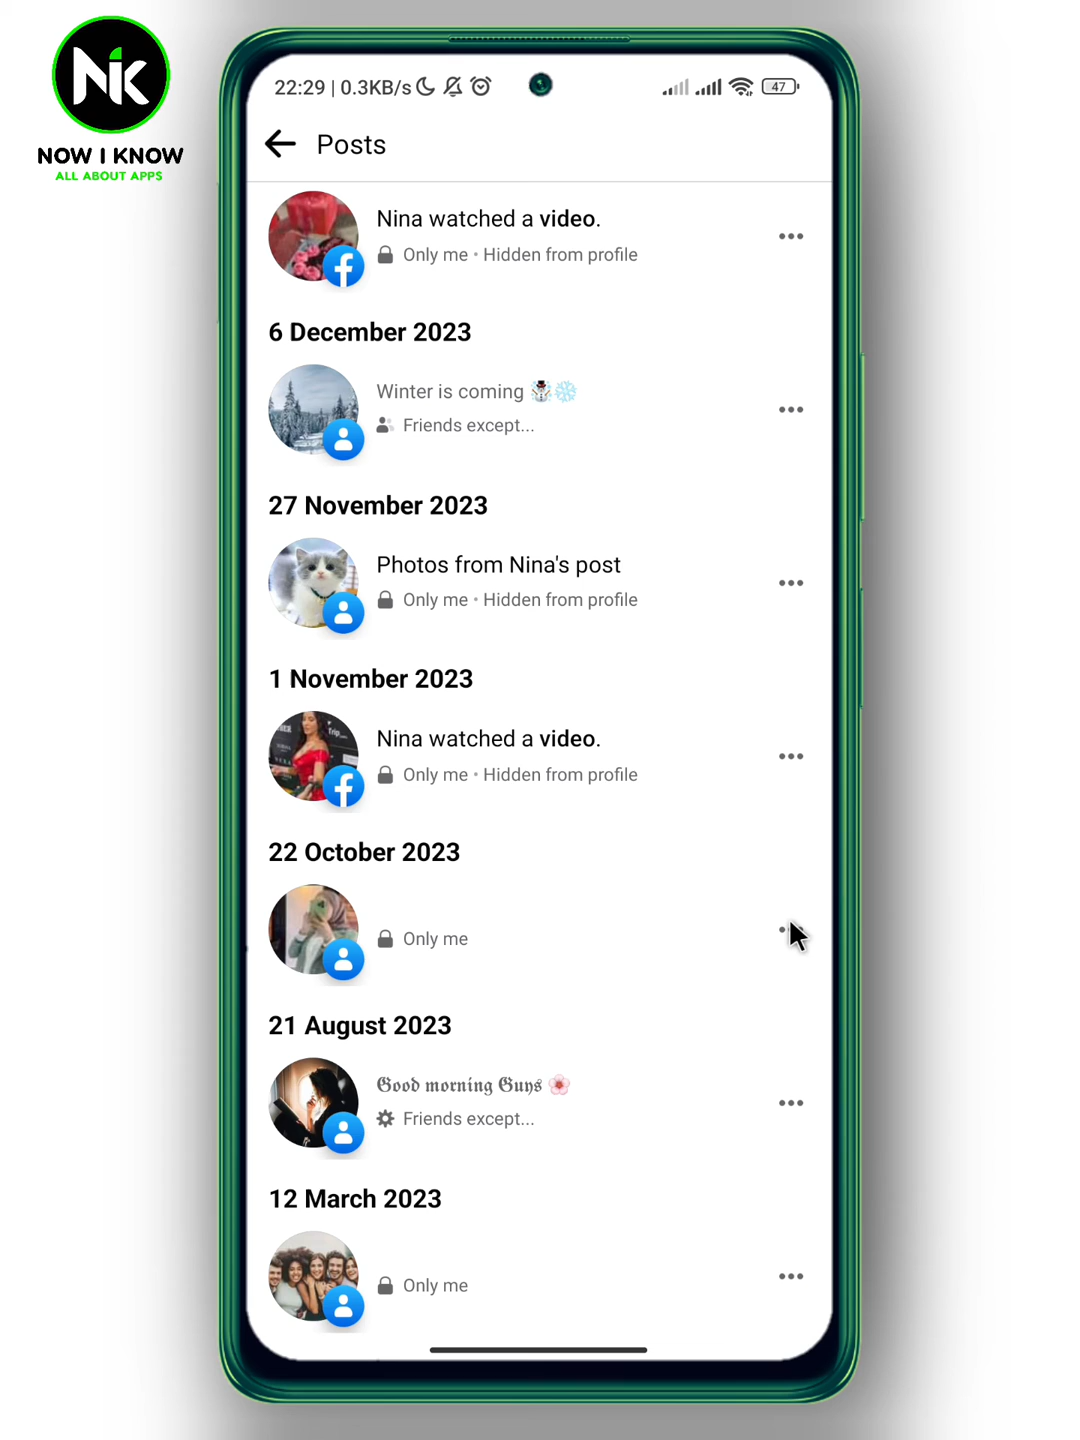 NiK
NOW I KNOW
ALL ABOUT APPS
22:29 | 0.3KB/s
47
Posts
Nina watched a video.
Only me • Hidden from profile
6 December 2023
Winter is coming ☃️❄️
Friends except...
27 November 2023
Photos from Nina's post
Only me • Hidden from profile
1 November 2023
Nina watched a video.
Only me • Hidden from profile
22 October 2023
Only me
21 August 2023
𝕲𝖔𝖔𝖉 𝖒𝖔𝖗𝖓𝖎𝖓𝖌 𝕲𝖚𝖞𝖘 🌸
Friends except...
12 March 2023
Only me